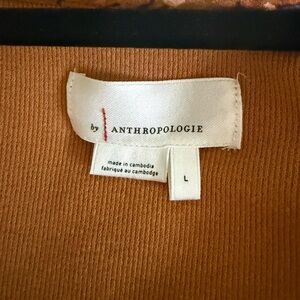 by ANTHROPOLOGIE
made in cambodia
fabriqué au cambodge
L